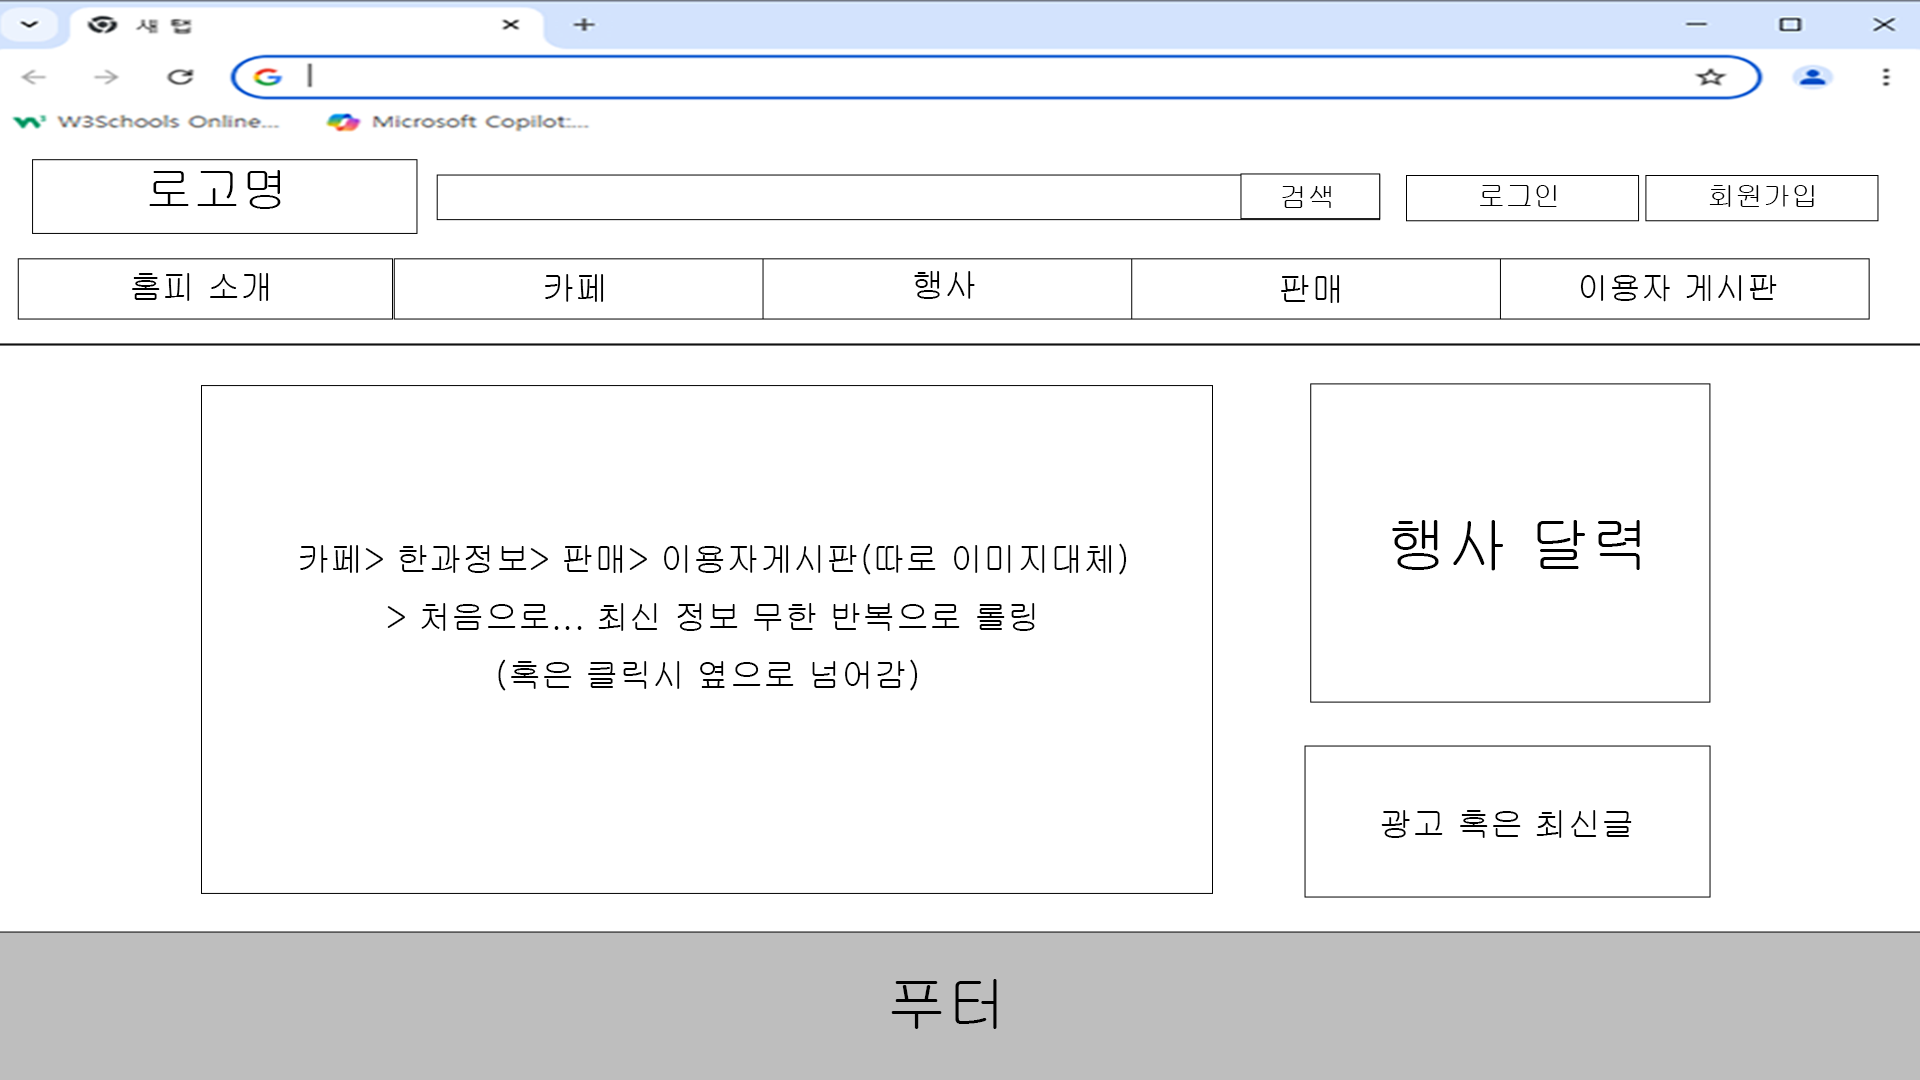 새 탭
W3Schools Online...
Microsoft Copilot:...
로고명
검색
로그인
회원가입
홈피 소개
카페
행사
판매
이용자 게시판
카페> 한과정보> 판매> 이용자게시판(따로 이미지대체)
> 처음으로... 최신 정보 무한 반복으로 롤링
(혹은 클릭시 옆으로 넘어감)
행사 달력
광고 혹은 최신글
푸터